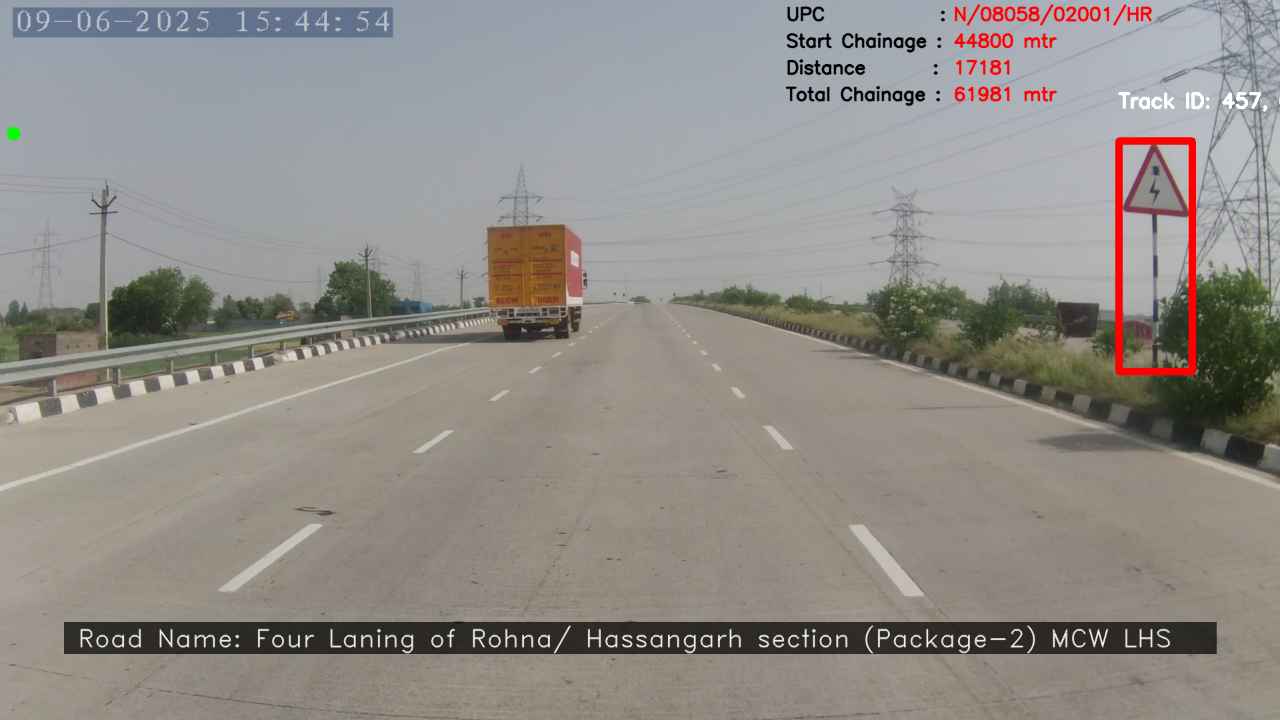 09-06-2025 15:44:54
UPC : N/08058/02001/HR
Start Chainage : 44800 mtr
Distance : 17181
Total Chainage : 61981 mtr
Track ID: 457,
Road Name: Four Laning of Rohna/ Hassangarh section (Package-2) MCW LHS